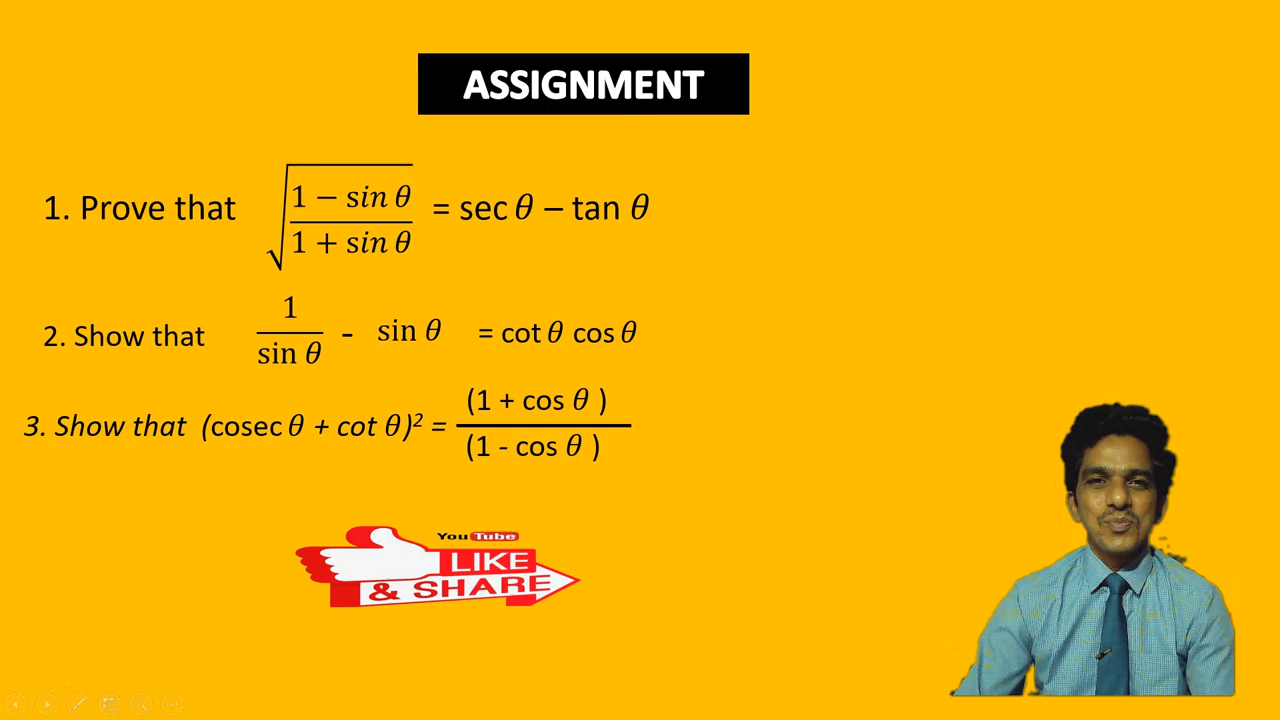 ASSIGNMENT
1. Prove that √((1 − sin θ)/(1 + sin θ)) = sec θ – tan θ
2. Show that 1/(sin θ) - sin θ = cot θ cos θ
3. Show that (cosec θ + cot θ)² = (1 + cos θ )/(1 - cos θ )
YouTube
LIKE
& SHARE